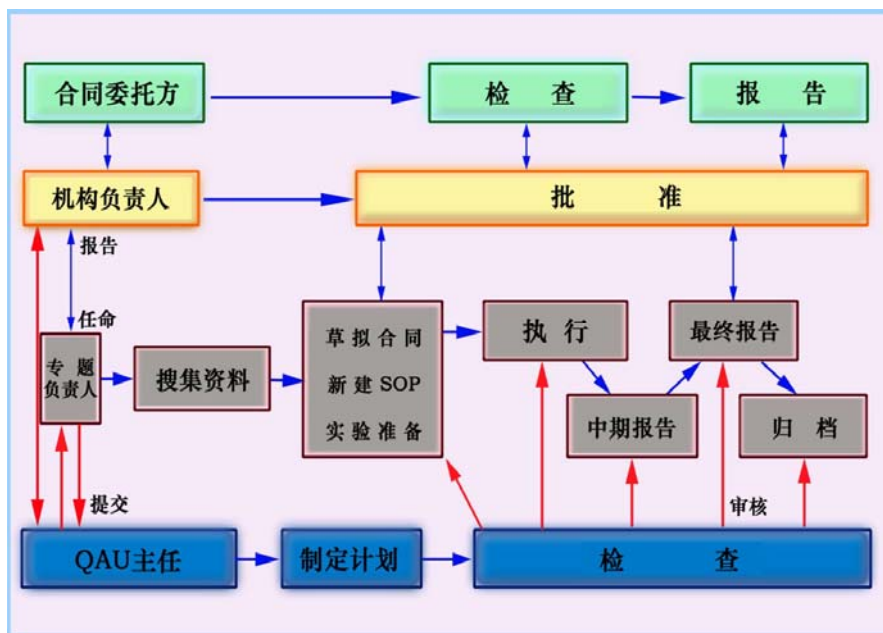 合同委托方
检 查
报 告
机构负责人
批 准
报告
任命
专 题
负责人
搜集资料
草拟合同
新建 SOP
实验准备
执 行
最终报告
中期报告
归 档
提交
审核
QAU主任
制定计划
检 查